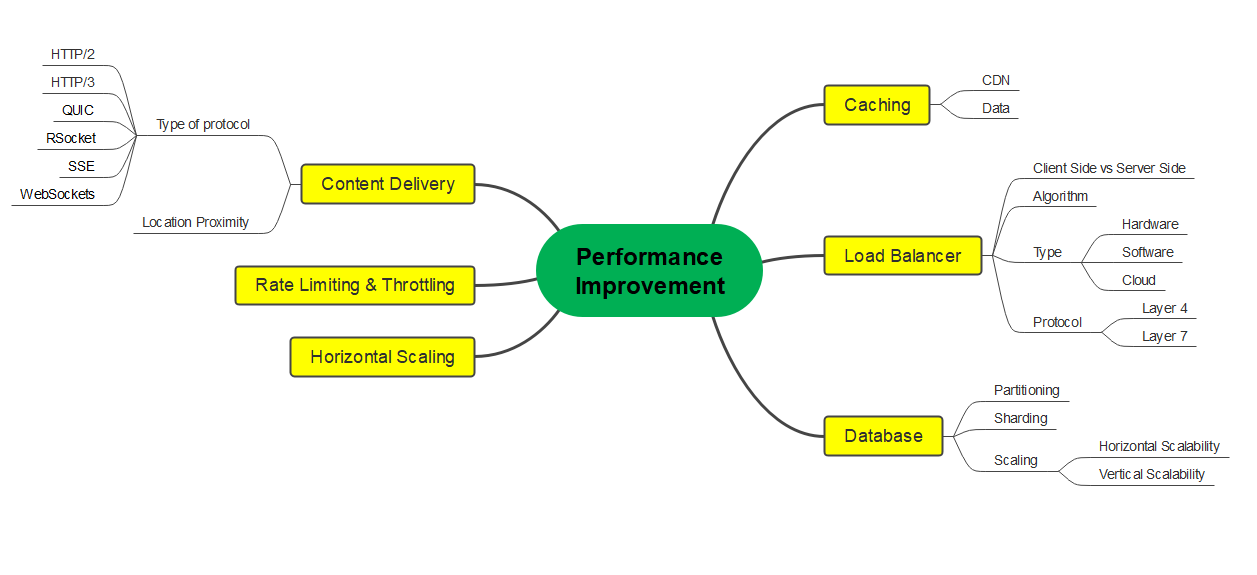 Performance
Improvement
Caching
CDN
Data
Load Balancer
Client Side vs Server Side
Algorithm
Type
Hardware
Software
Cloud
Protocol
Layer 4
Layer 7
Database
Partitioning
Sharding
Scaling
Horizontal Scalability
Vertical Scalability
Content Delivery
Type of protocol
HTTP/2
HTTP/3
QUIC
RSocket
SSE
WebSockets
Location Proximity
Rate Limiting & Throttling
Horizontal Scaling